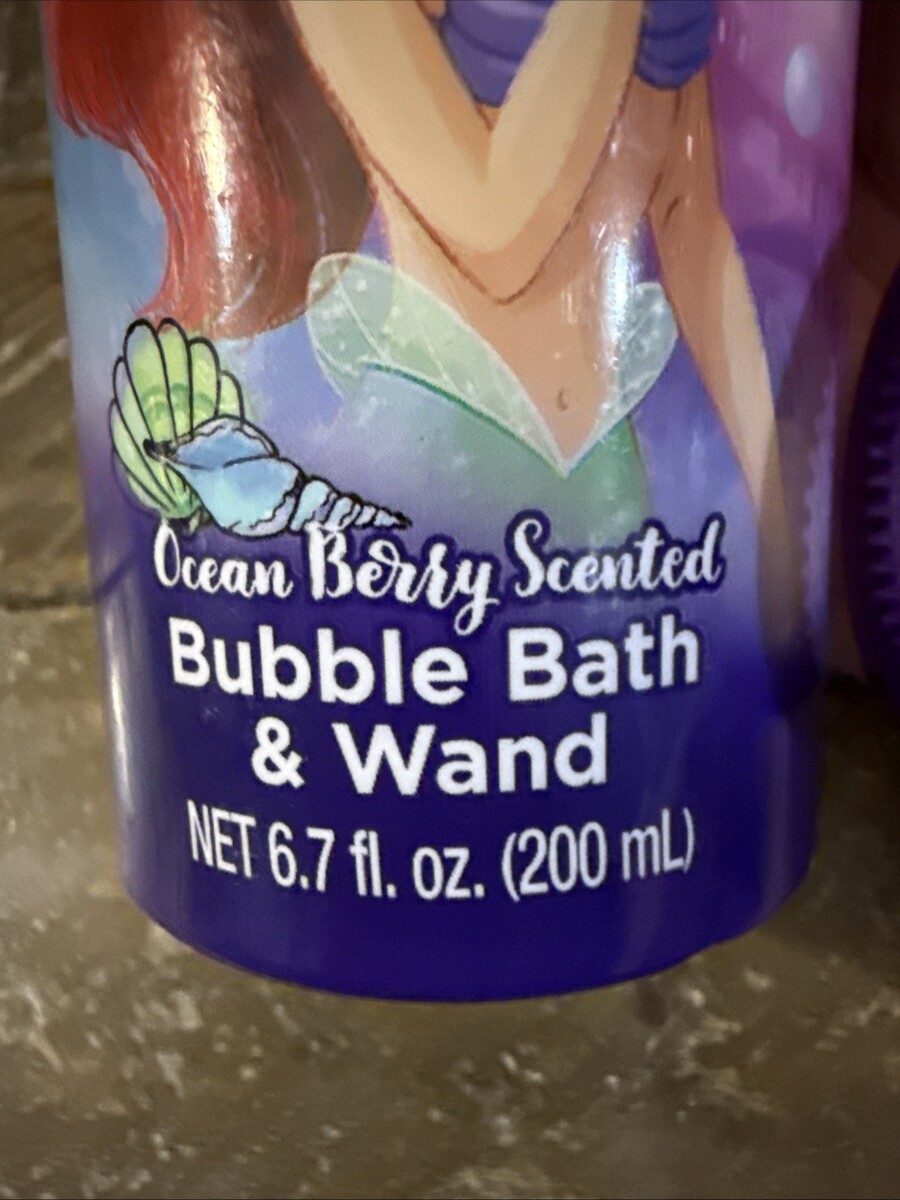 Ocean Berry Scented
Bubble Bath
& Wand
NET 6.7 fl. oz. (200 mL)